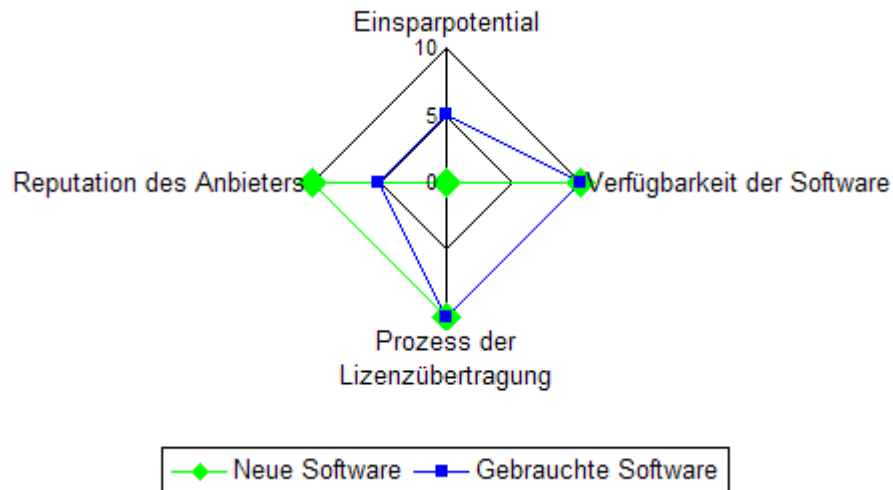 Einsparpotential
10
5
Reputation des Anbieters
0
Verfügbarkeit der Software
Prozess der
Lizenzübertragung
Neue Software
Gebrauchte Software